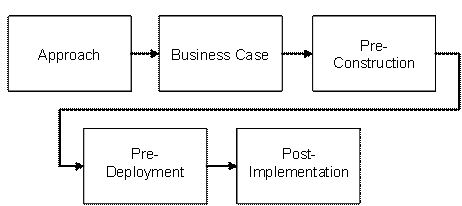 Approach
Business Case
Pre-
Construction
Pre-
Deployment
Post-
Implementation